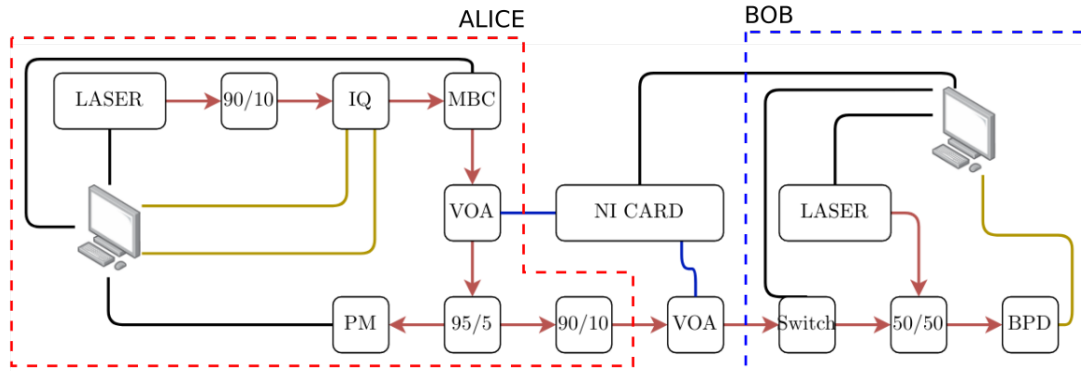 ALICE
BOB
LASER
90/10
IQ
MBC
VOA
NI CARD
LASER
PM
95/5
90/10
VOA
Switch
50/50
BPD